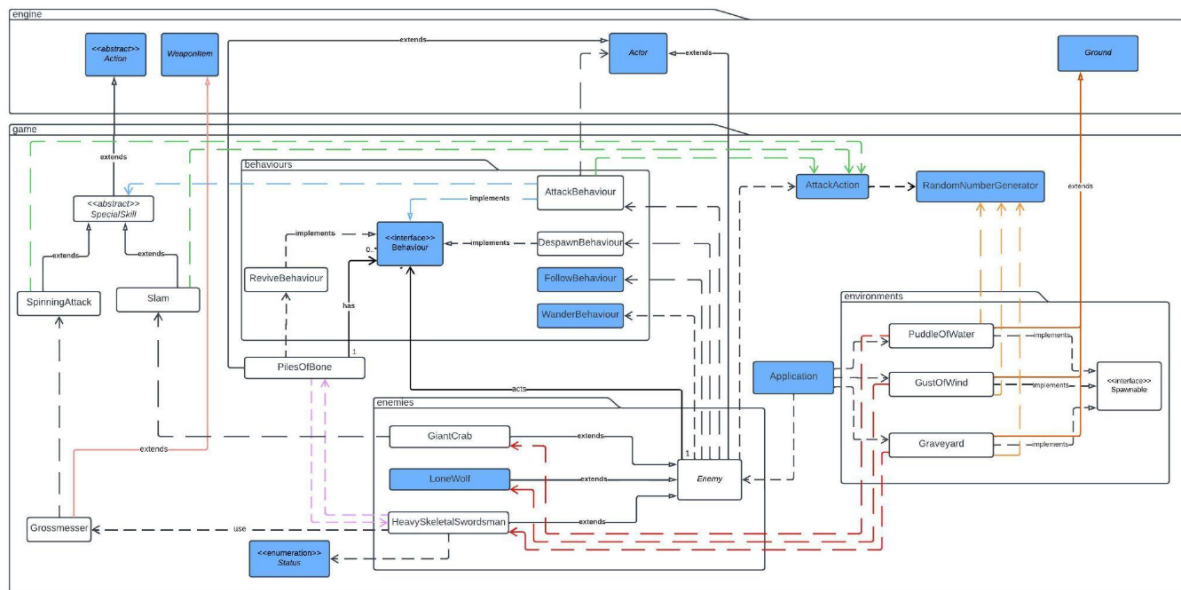 engine
<<abstract>>
Action
WeaponItem
extends
Actor
extends
Ground
game
extends
behaviours
AttackBehaviour
AttackAction
RandomNumberGenerator
extends
<<abstract>>
SpecialSkill
implements
<<interface>>
Behaviour
implements
implements
DespawnBehaviour
0..*
*
extends
extends
ReviveBehaviour
FollowBehaviour
SpinningAttack
Slam
has
WanderBehaviour
environments
PuddleOfWater
implements
1
PilesOfBone
Application
GustOfWind
implements
<<interface>>
Spawnable
acts
enemies
GiantCrab
extends
Graveyard
implements
extends
1
LoneWolf
extends
Enemy
Grossmesser
use
HeavySkeletalSwordsman
extends
<<enumeration>>
Status